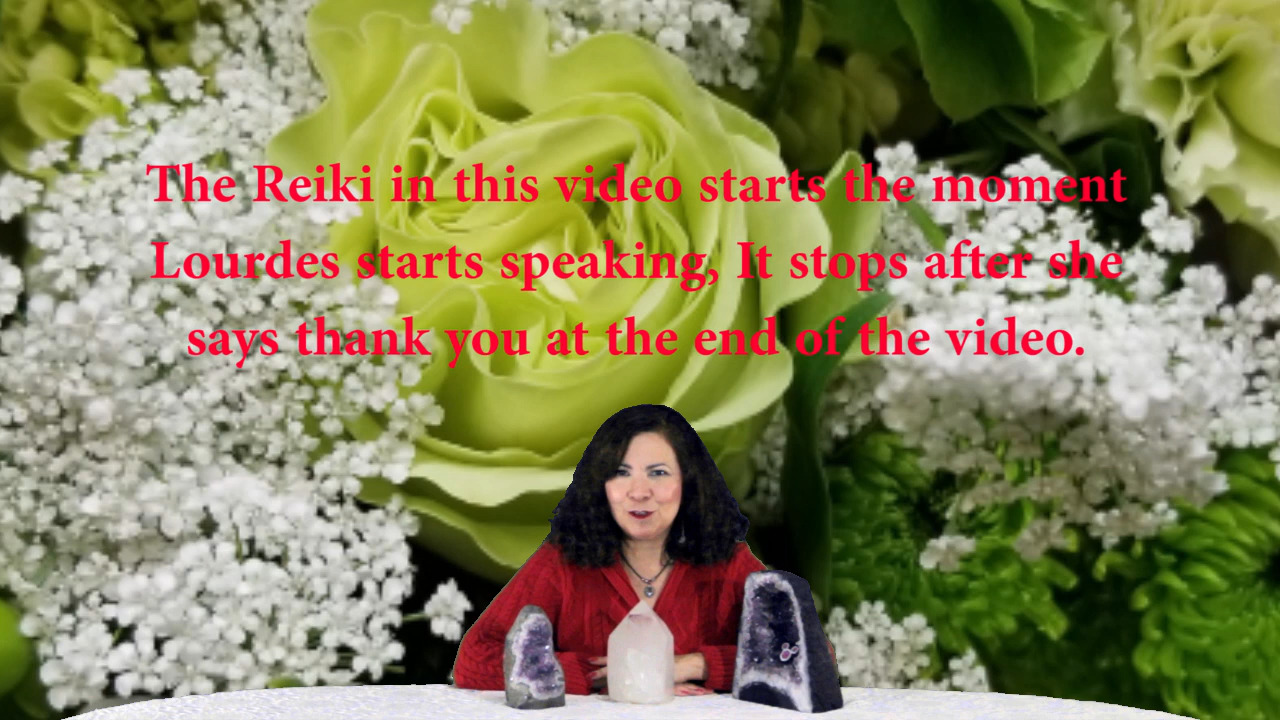 The Reiki in this video starts the moment
Lourdes starts speaking, It stops after she
says thank you at the end of the video.